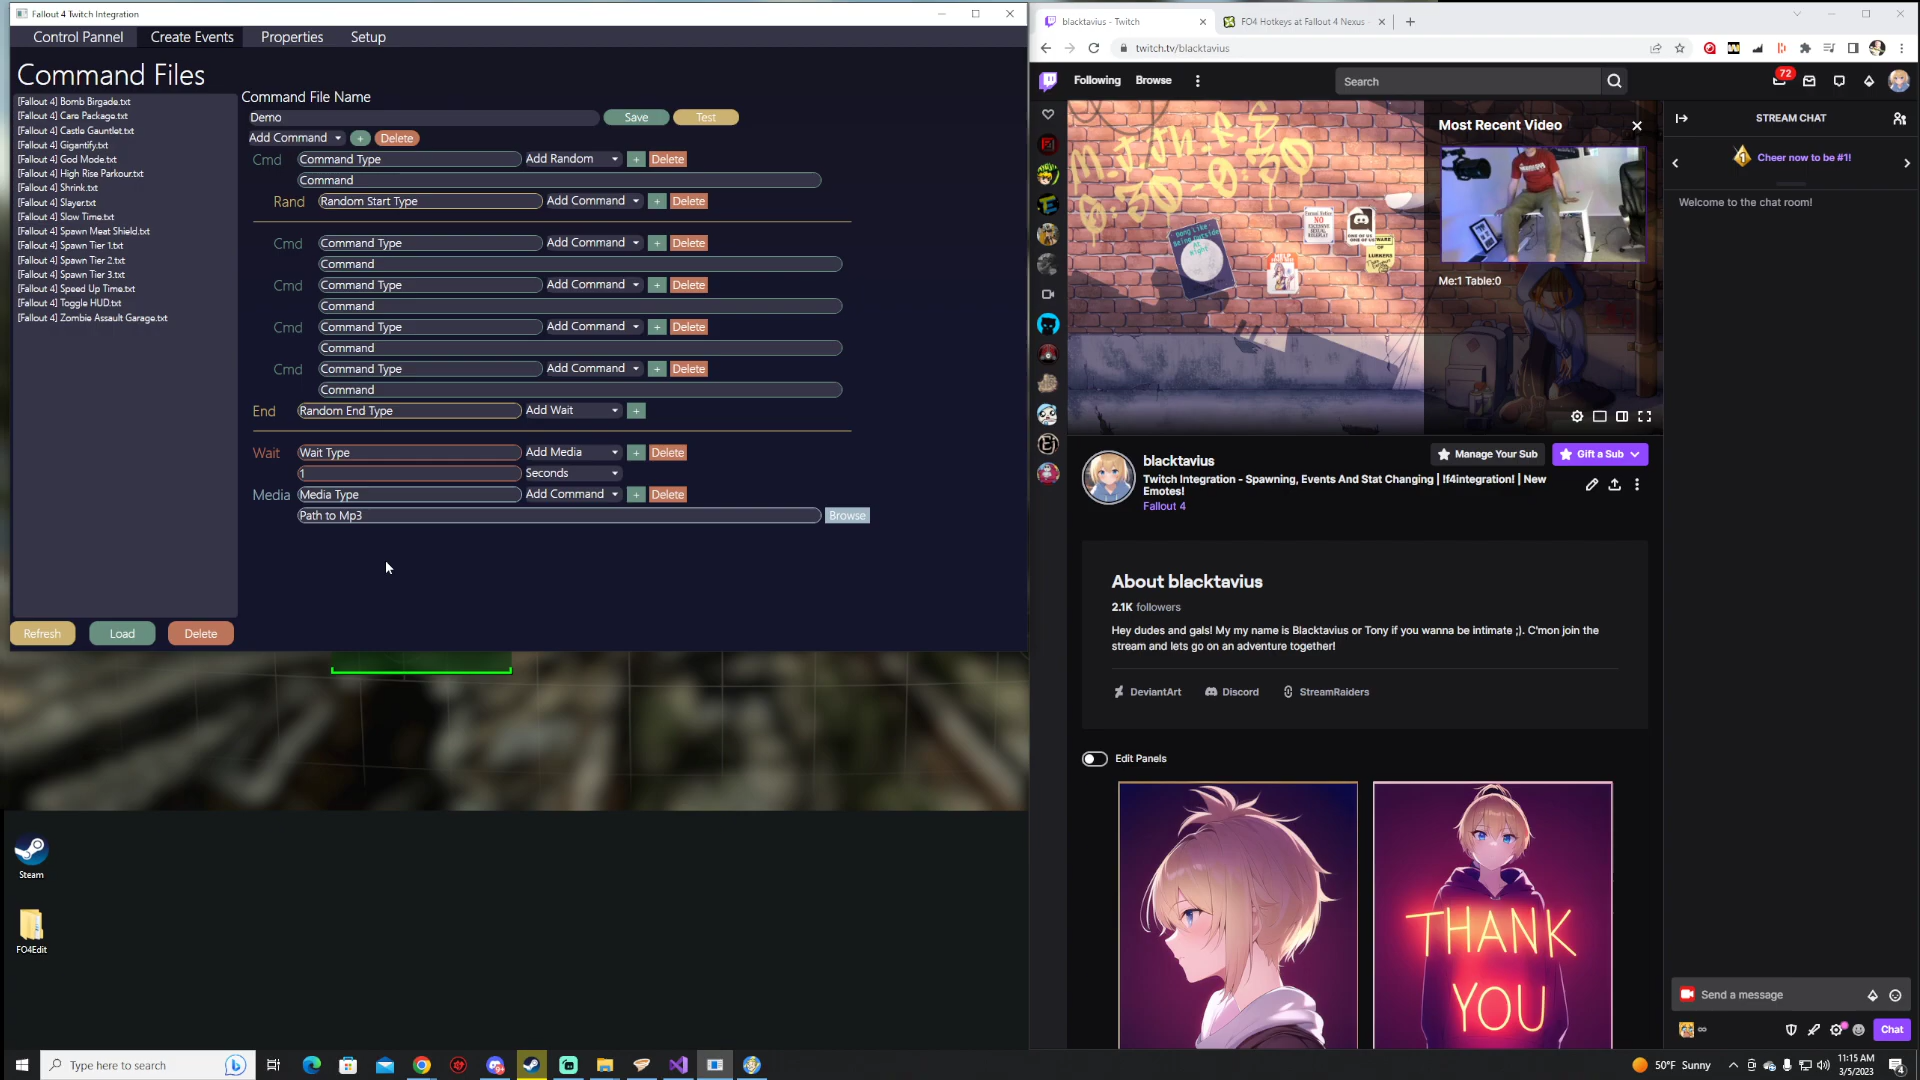 Fallout 4 Twitch Integration
Control Pannel
Create Events
Properties
Setup
Command Files
[Fallout 4] Bomb Birgade.txt
[Fallout 4] Care Package.txt
[Fallout 4] Castle Gauntlet.txt
[Fallout 4] Gigantify.txt
[Fallout 4] God Mode.txt
[Fallout 4] High Rise Parkour.txt
[Fallout 4] Shrink.txt
[Fallout 4] Slayer.txt
[Fallout 4] Slow Time.txt
[Fallout 4] Spawn Meat Shield.txt
[Fallout 4] Spawn Tier 1.txt
[Fallout 4] Spawn Tier 2.txt
[Fallout 4] Spawn Tier 3.txt
[Fallout 4] Speed Up Time.txt
[Fallout 4] Toggle HUD.txt
[Fallout 4] Zombie Assault Garage.txt
Refresh
Load
Delete
Command File Name
Demo
Save
Test
Add Command + Delete
Cmd Command Type Add Random + Delete
Command
Rand Random Start Type Add Command + Delete
Cmd Command Type Add Command + Delete
Command
Cmd Command Type Add Command + Delete
Command
Cmd Command Type Add Command + Delete
Command
Cmd Command Type Add Command + Delete
Command
End Random End Type Add Wait +
Wait Wait Type Add Media + Delete
1 Seconds
Media Media Type Add Command + Delete
Path to Mp3 Browse
Steam
FO4Edit
blacktavius - Twitch
FO4 Hotkeys at Fallout 4 Nexus -
twitch.tv/blacktavius
Following
Browse
Search
72
Most Recent Video
Me:1 Table:0
blacktavius
Twitch Integration - Spawning, Events And Stat Changing | !f4integration! | New
Emotes!
Fallout 4
Manage Your Sub
Gift a Sub
About blacktavius
2.1K followers
Hey dudes and gals! My my name is Blacktavius or Tony if you wanna be intimate ;). C'mon join the
stream and lets go on an adventure together!
DeviantArt
Discord
StreamRaiders
Edit Panels
THANK
YOU
STREAM CHAT
Cheer now to be #1!
Welcome to the chat room!
Send a message
Chat
Type here to search
50°F Sunny
11:15 AM
3/5/2023